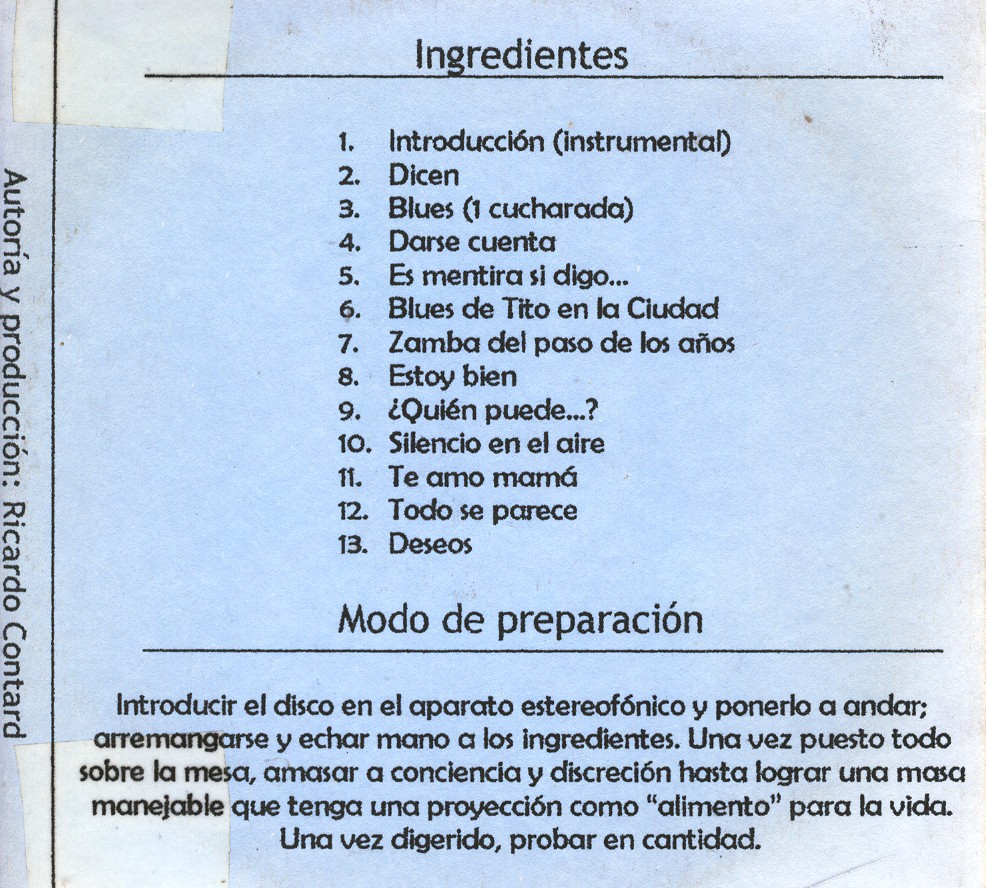 Ingredientes
1. Introducción (instrumental)
2. Dicen
3. Blues (1 cucharada)
4. Darse cuenta
5. Es mentira si digo...
6. Blues de Tito en la Ciudad
7. Zamba del paso de los años
8. Estoy bien
9. ¿Quién puede...?
10. Silencio en el aire
11. Te amo mamá
12. Todo se parece
13. Deseos
Modo de preparación
Introducir el disco en el aparato estereofónico y ponerlo a andar;
arremangarse y echar mano a los ingredientes. Una vez puesto todo
sobre la mesa, amasar a conciencia y discreción hasta lograr una masa
manejable que tenga una proyección como “alimento” para la vida.
Una vez digerido, probar en cantidad.
Autoría y producción: Ricardo Contard